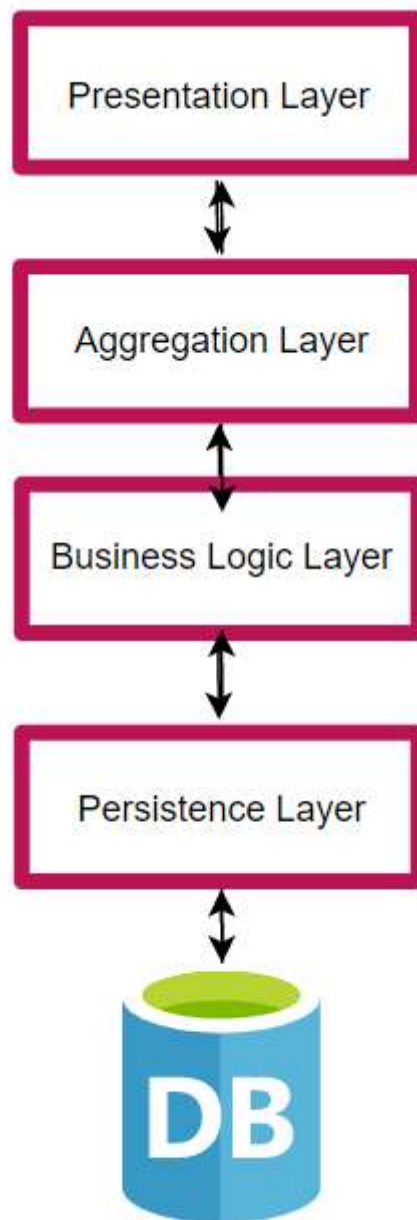 Presentation Layer
Aggregation Layer
Business Logic Layer
Persistence Layer
DB